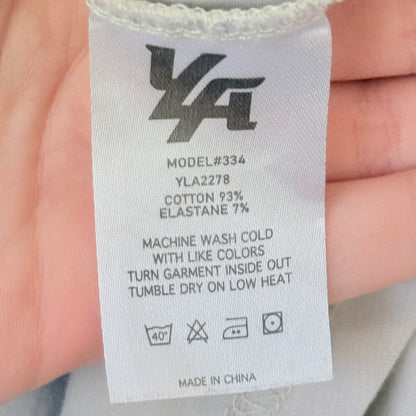 YLA
MODEL#334
YLA2278
COTTON 93%
ELASTANE 7%
MACHINE WASH COLD
WITH LIKE COLORS
TURN GARMENT INSIDE OUT
TUMBLE DRY ON LOW HEAT
40°
MADE IN CHINA